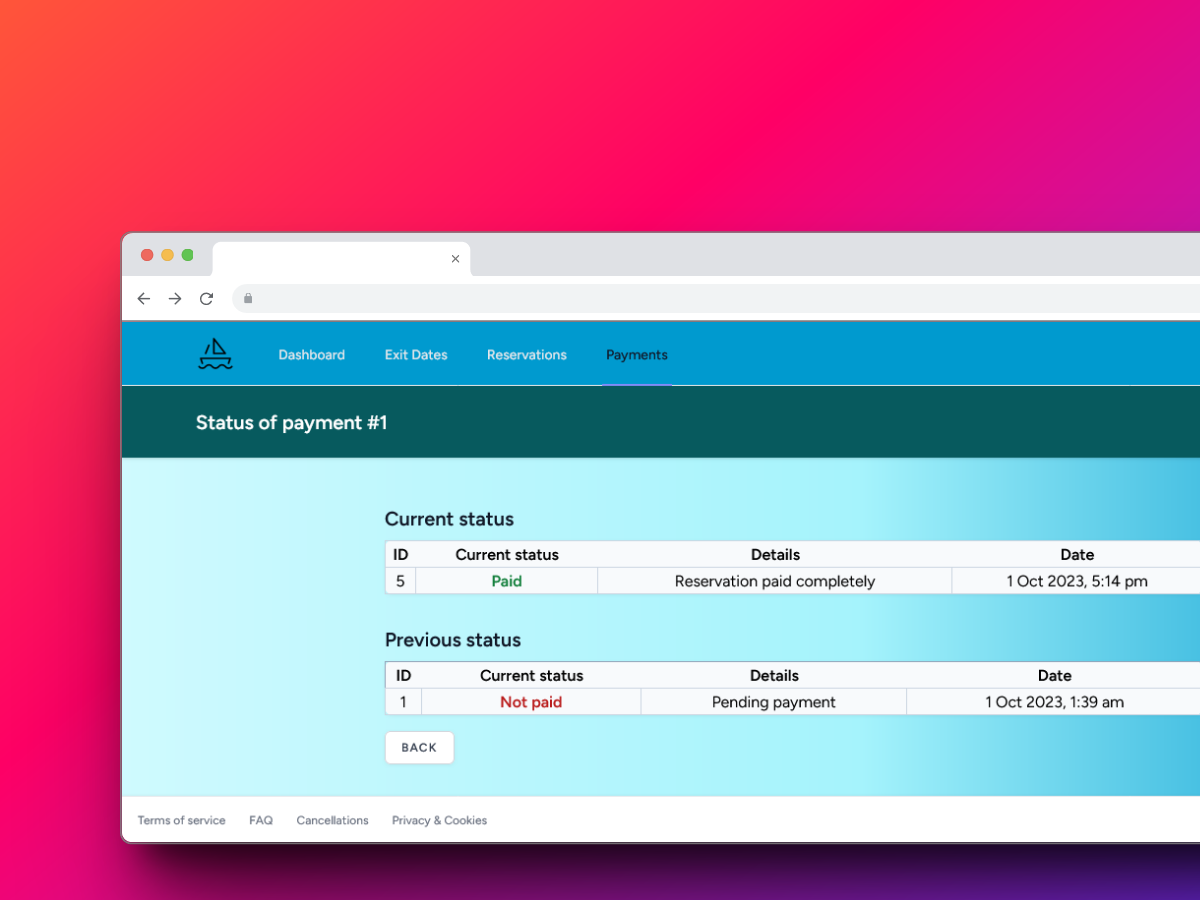 Dashboard Exit Dates Reservations Payments
Status of payment #1
Current status
ID Current status Details Date
5 Paid Reservation paid completely 1 Oct 2023, 5:14 pm
Previous status
ID Current status Details Date
1 Not paid Pending payment 1 Oct 2023, 1:39 am
BACK
Terms of service FAQ Cancellations Privacy & Cookies